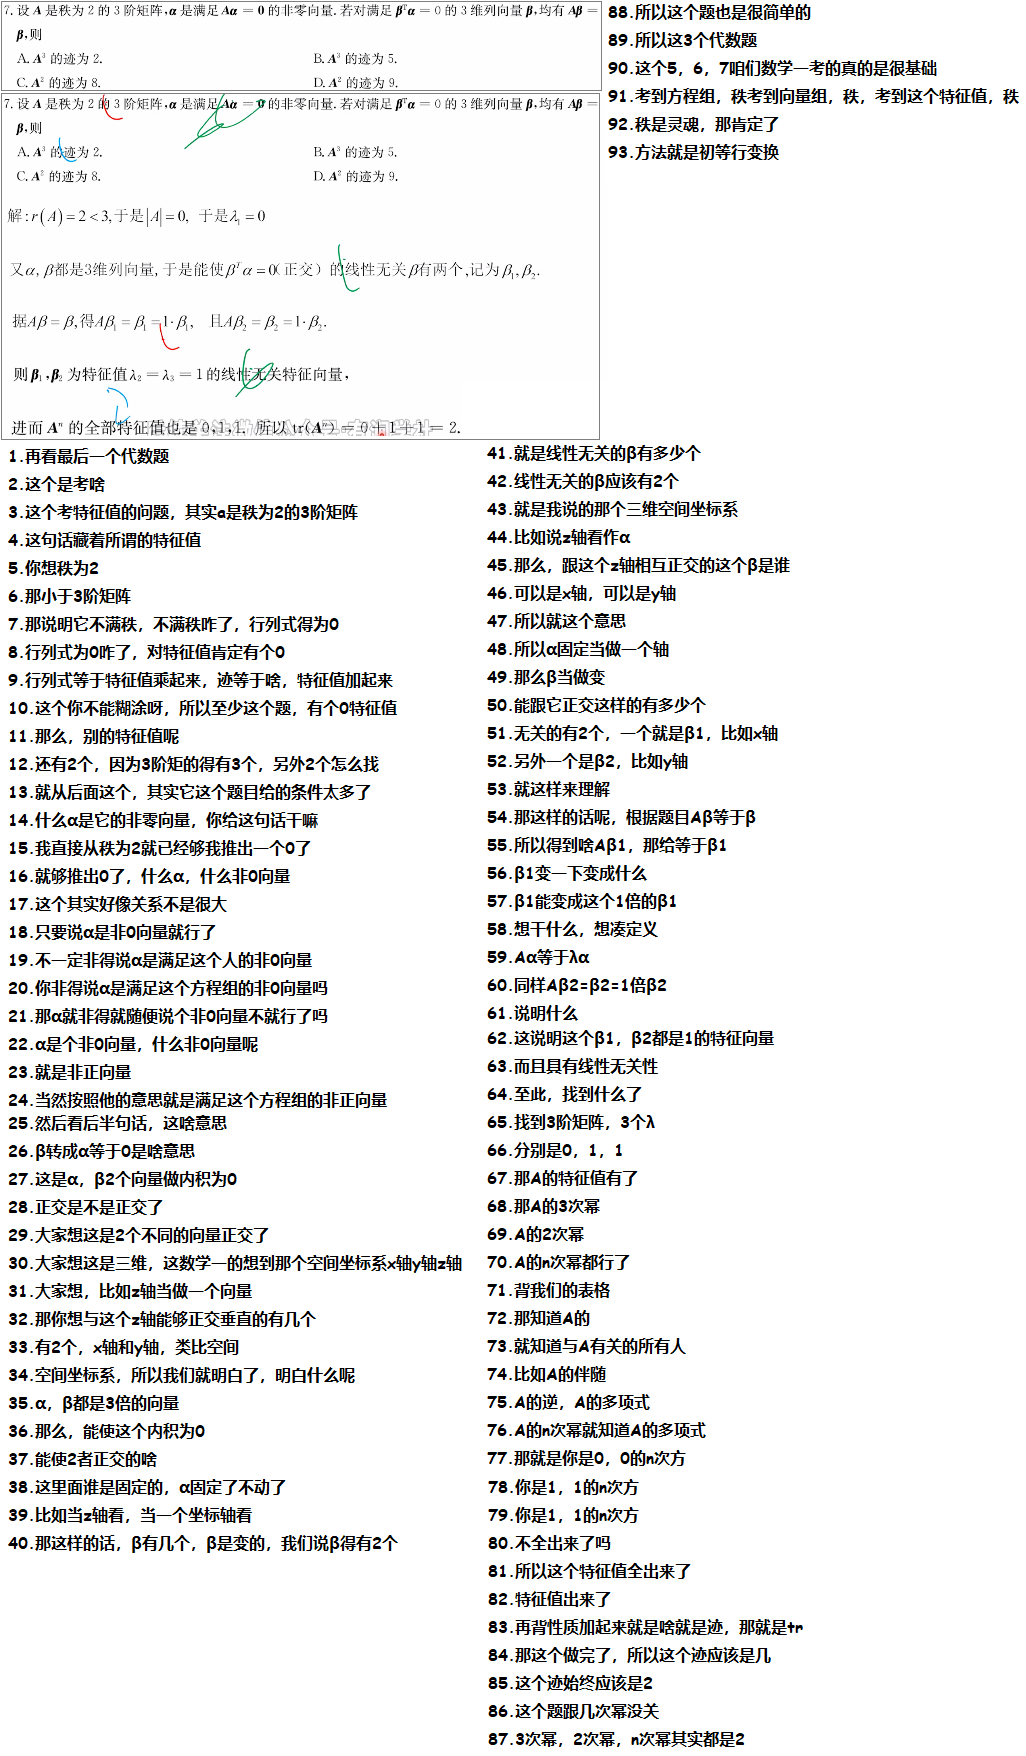 7. 设 A 是秩为 2 的 3 阶矩阵,α 是满足 Aα = 0 的非零向量. 若对满足 βᵀα = 0 的 3 维列向量 β,均有 Aβ =
β,则
A. A³ 的迹为 2. B. A³ 的迹为 5.
C. A² 的迹为 8. D. A² 的迹为 9.
7. 设 A 是秩为 2 的 3 阶矩阵,α 是满足 Aα = 0 的非零向量. 若对满足 βᵀα = 0 的 3 维列向量 β,均有 Aβ =
β,则
A. A³ 的迹为 2. B. A³ 的迹为 5.
C. A² 的迹为 8. D. A² 的迹为 9.
解:r(A)=2<3,于是|A|=0, 于是λ₁=0
又α, β都是3维列向量,于是能使βᵀα=0(正交）的线性无关β有两个,记为β₁,β₂.
据Aβ=β,得Aβ₁=β₁=1·β₁, 且Aβ₂=β₂=1·β₂.
则 β₁,β₂ 为特征值λ₂=λ₃=1的线性无关特征向量,
进而 Aⁿ 的全部特征值也是 0,1,1. 所以 tr(Aⁿ)=0+1+1=2.
1.再看最后一个代数题
2.这个是考啥
3.这个考特征值的问题，其实a是秩为2的3阶矩阵
4.这句话藏着所谓的特征值
5.你想秩为2
6.那小于3阶矩阵
7.那说明它不满秩，不满秩咋了，行列式得为0
8.行列式为0咋了，对特征值肯定有个0
9.行列式等于特征值乘起来，迹等于啥，特征值加起来
10.这个你不能糊涂呀，所以至少这个题，有个0特征值
11.那么，别的特征值呢
12.还有2个，因为3阶矩的得有3个，另外2个怎么找
13.就从后面这个，其实它这个题目给的条件太多了
14.什么α是它的非零向量，你给这句话干嘛
15.我直接从秩为2就已经够我推出一个0了
16.就够推出0了，什么α，什么非0向量
17.这个其实好像关系不是很大
18.只要说α是非0向量就行了
19.不一定非得说α是满足这个人的非0向量
20.你非得说α是满足这个方程组的非0向量吗
21.那α就非得就随便说个非0向量不就行了吗
22.α是个非0向量，什么非0向量呢
23.就是非正向量
24.当然按照他的意思就是满足这个方程组的非正向量
25.然后看后半句话，这啥意思
26.β转成α等于0是啥意思
27.这是α，β2个向量做内积为0
28.正交是不是正交了
29.大家想这是2个不同的向量正交了
30.大家想这是三维，这数学一的想到那个空间坐标系x轴y轴z轴
31.大家想，比如z轴当做一个向量
32.那你想与这个z轴能够正交垂直的有几个
33.有2个，x轴和y轴，类比空间
34.空间坐标系，所以我们就明白了，明白什么呢
35.α，β都是3倍的向量
36.那么，能使这个内积为0
37.能使2者正交的啥
38.这里面谁是固定的，α固定了不动了
39.比如当z轴看，当一个坐标轴看
40.那这样的话，β有几个，β是变的，我们说β得有2个
41.就是线性无关的β有多少个
42.线性无关的β应该有2个
43.就是我说的那个三维空间坐标系
44.比如说z轴看作α
45.那么，跟这个z轴相互正交的这个β是谁
46.可以是x轴，可以是y轴
47.所以就这个意思
48.所以α固定当做一个轴
49.那么β当做变
50.能跟它正交这样的有多少个
51.无关的有2个，一个就是β1，比如x轴
52.另外一个是β2，比如y轴
53.就这样来理解
54.那这样的话呢，根据题目Aβ等于β
55.所以得到啥Aβ1，那给等于β1
56.β1变一下变成什么
57.β1能变成这个1倍的β1
58.想干什么，想凑定义
59.Aα等于λα
60.同样Aβ2=β2=1倍β2
61.说明什么
62.这说明这个β1，β2都是1的特征向量
63.而且具有线性无关性
64.至此，找到什么了
65.找到3阶矩阵，3个λ
66.分别是0，1，1
67.那A的特征值有了
68.那A的3次幂
69.A的2次幂
70.A的n次幂都行了
71.背我们的表格
72.那知道A的
73.就知道与A有关的所有人
74.比如A的伴随
75.A的逆，A的多项式
76.A的n次幂就知道A的多项式
77.那就是你是0，0的n次方
78.你是1，1的n次方
79.你是1，1的n次方
80.不全出来了吗
81.所以这个特征值全出来了
82.特征值出来了
83.再背性质加起来就是啥就是迹，那就是tr
84.那这个做完了，所以这个迹应该是几
85.这个迹始终应该是2
86.这个题跟几次幂没关
87.3次幂，2次幂，n次幂其实都是2
88.所以这个题也是很简单的
89.所以这3个代数题
90.这个5，6，7咱们数学一考的真的是很基础
91.考到方程组，秩考到向量组，秩，考到这个特征值，秩
92.秩是灵魂，那肯定了
93.方法就是初等行变换